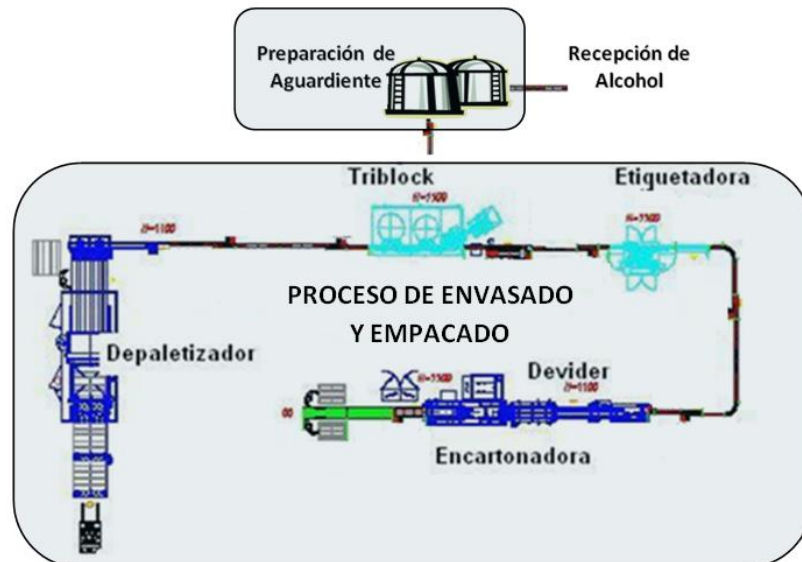 Preparación de
Aguardiente
Recepción de
Alcohol
Triblock
Etiquetadora
PROCESO DE ENVASADO
Y EMPACADO
Depaletizador
Devider
Encartonadora